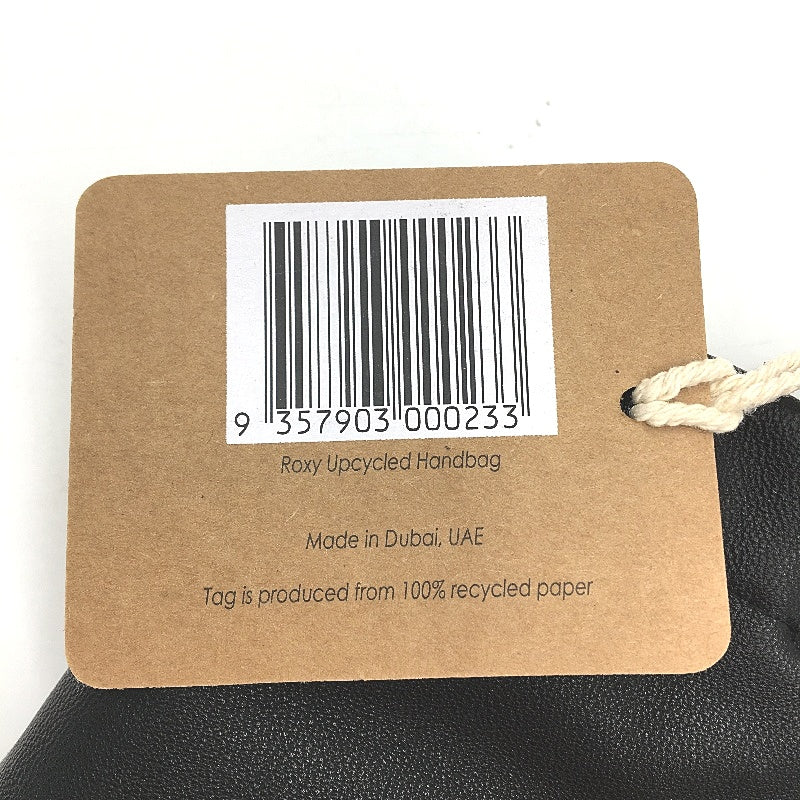 9 357903 000233
Roxy Upcycled Handbag
Made in Dubai, UAE
Tag is produced from 100% recycled paper